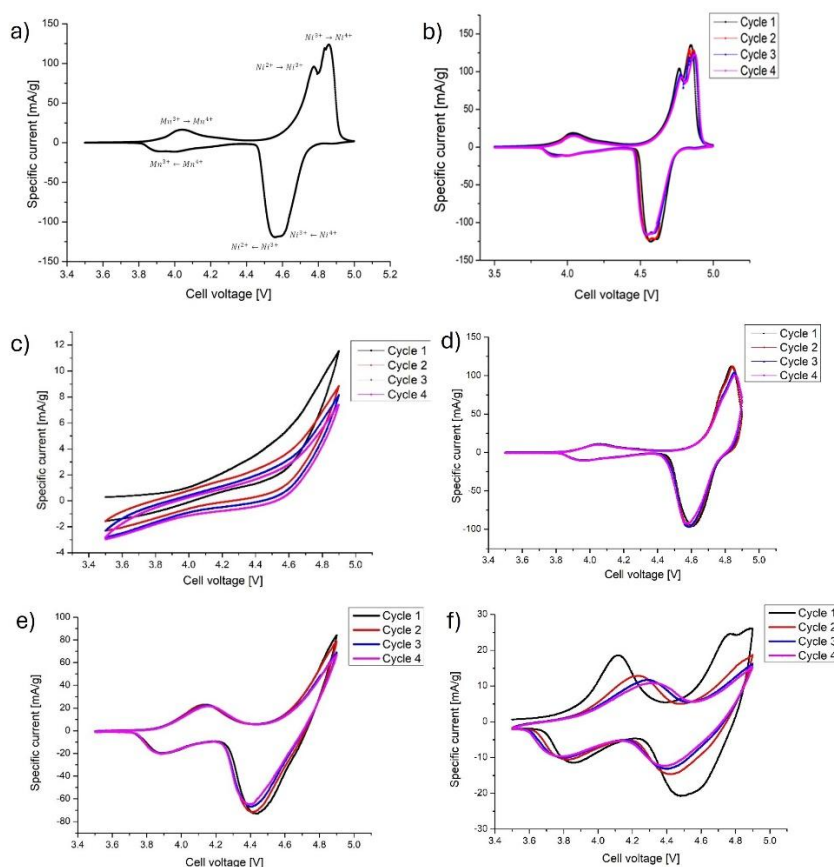 a)
Specific current [mA/g]
150
100
50
0
-50
-100
-150
Ni³⁺ → Ni⁴⁺
Ni²⁺ → Ni³⁺
Mn³⁺ → Mn⁴⁺
Mn³⁺ ← Mn⁴⁺
Ni³⁺ ← Ni⁴⁺
Ni²⁺ ← Ni³⁺
3.4 3.6 3.8 4.0 4.2 4.4 4.6 4.8 5.0 5.2
Cell voltage [V]
b)
Specific current [mA/g]
150
125
100
75
50
25
0
-25
-50
-75
-100
-125
-150
Cycle 1
Cycle 2
Cycle 3
Cycle 4
3.5 4.0 4.5 5.0
Cell voltage [V]
c)
Specific current [mA/g]
12
10
8
6
4
2
0
-2
-4
Cycle 1
Cycle 2
Cycle 3
Cycle 4
3.4 3.6 3.8 4.0 4.2 4.4 4.6 4.8 5.0
Cell voltage [V]
d)
Specific current [mA/g]
150
100
50
0
-50
-100
Cycle 1
Cycle 2
Cycle 3
Cycle 4
3.4 3.6 3.8 4.0 4.2 4.4 4.6 4.8 5.0
Cell voltage [V]
e)
Specific current [mA/g]
100
80
60
40
20
0
-20
-40
-60
-80
Cycle 1
Cycle 2
Cycle 3
Cycle 4
3.4 3.6 3.8 4.0 4.2 4.4 4.6 4.8 5.0
Cell voltage [V]
f)
Specific current [mA/g]
30
20
10
0
-10
-20
-30
Cycle 1
Cycle 2
Cycle 3
Cycle 4
3.4 3.6 3.8 4.0 4.2 4.4 4.6 4.8 5.0
Cell voltage [V]